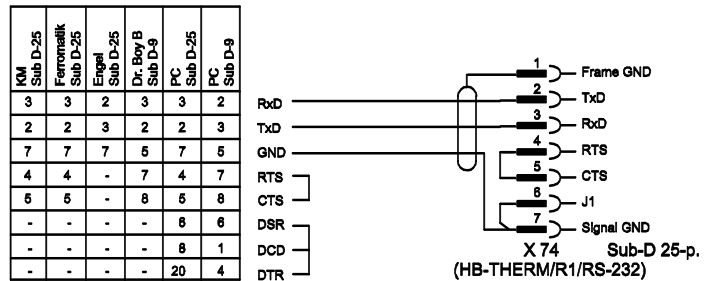 KM Sub D-25
Ferromatik Sub D-25
Engel Sub D-25
Dr. Boy B Sub D-9
PC Sub D-25
PC Sub D-9
3 3 2 3 3 2 RxD
2 2 3 2 2 3 TxD
7 7 7 5 7 5 GND
4 4 - 7 4 7 RTS
5 5 - 8 5 8 CTS
- - - - 6 6 DSR
- - - - 8 1 DCD
- - - - 20 4 DTR
1 Frame GND
2 TxD
3 RxD
4 RTS
5 CTS
6 J1
7 Signal GND
X 74 Sub-D 25-p.
(HB-THERM/R1/RS-232)